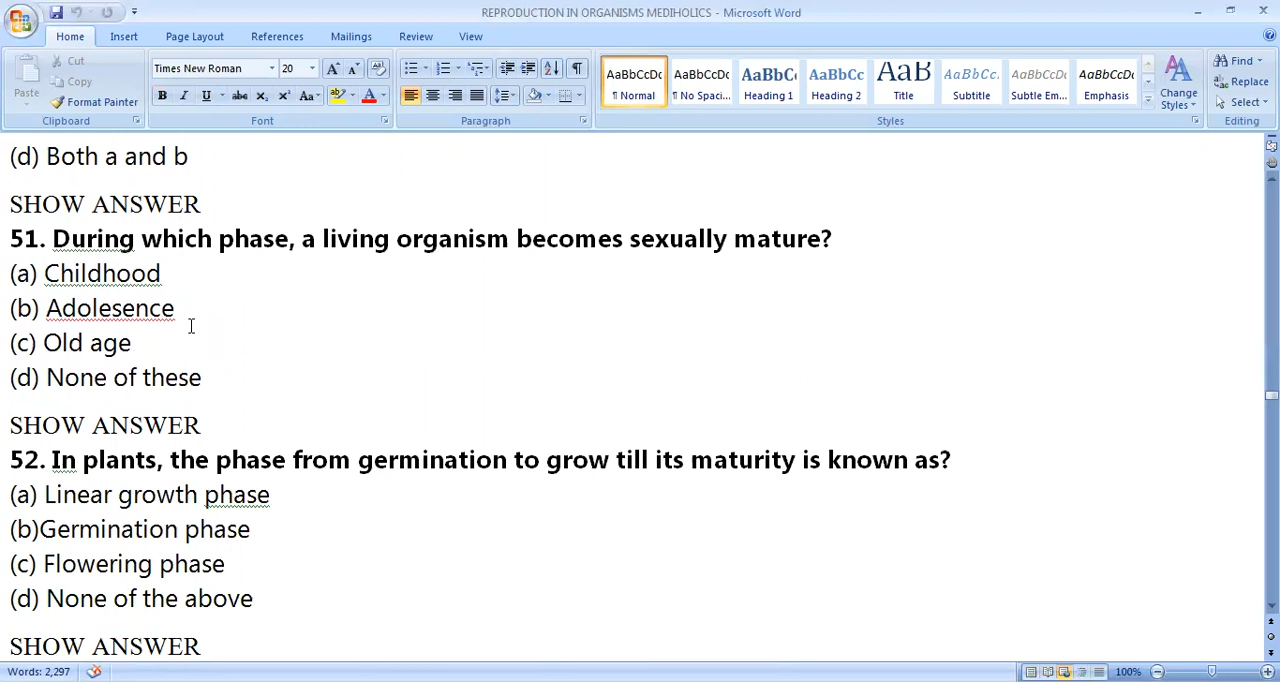 REPRODUCTION IN ORGANISMS MEDIHOLICS - Microsoft Word
Home Insert Page Layout References Mailings Review View
Paste
Cut
Copy
Format Painter
Clipboard
Times New Roman 20
Font
Paragraph
AaBbCcDc AaBbCcDc AaBbC AaBbCc AaB AaBbCc. AaBbCcDc AaBbCcDc
¶ Normal ¶ No Spaci... Heading 1 Heading 2 Title Subtitle Subtle Em... Emphasis
Change Styles
Styles
Find
Replace
Select
Editing
(d) Both a and b
SHOW ANSWER
51. During which phase, a living organism becomes sexually mature?
(a) Childhood
(b) Adolesence
(c) Old age
(d) None of these
SHOW ANSWER
52. In plants, the phase from germination to grow till its maturity is known as?
(a) Linear growth phase
(b)Germination phase
(c) Flowering phase
(d) None of the above
SHOW ANSWER
Words: 2,297
100%